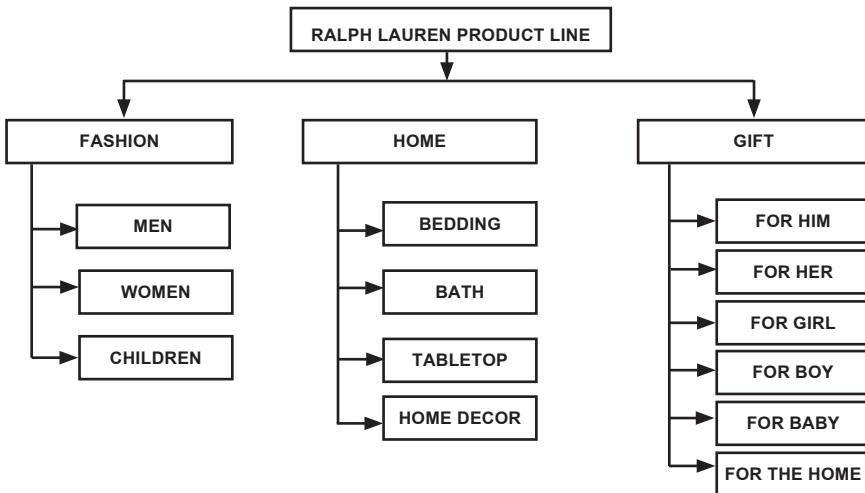 RALPH LAUREN PRODUCT LINE
FASHION
MEN
WOMEN
CHILDREN
HOME
BEDDING
BATH
TABLETOP
HOME DECOR
GIFT
FOR HIM
FOR HER
FOR GIRL
FOR BOY
FOR BABY
FOR THE HOME